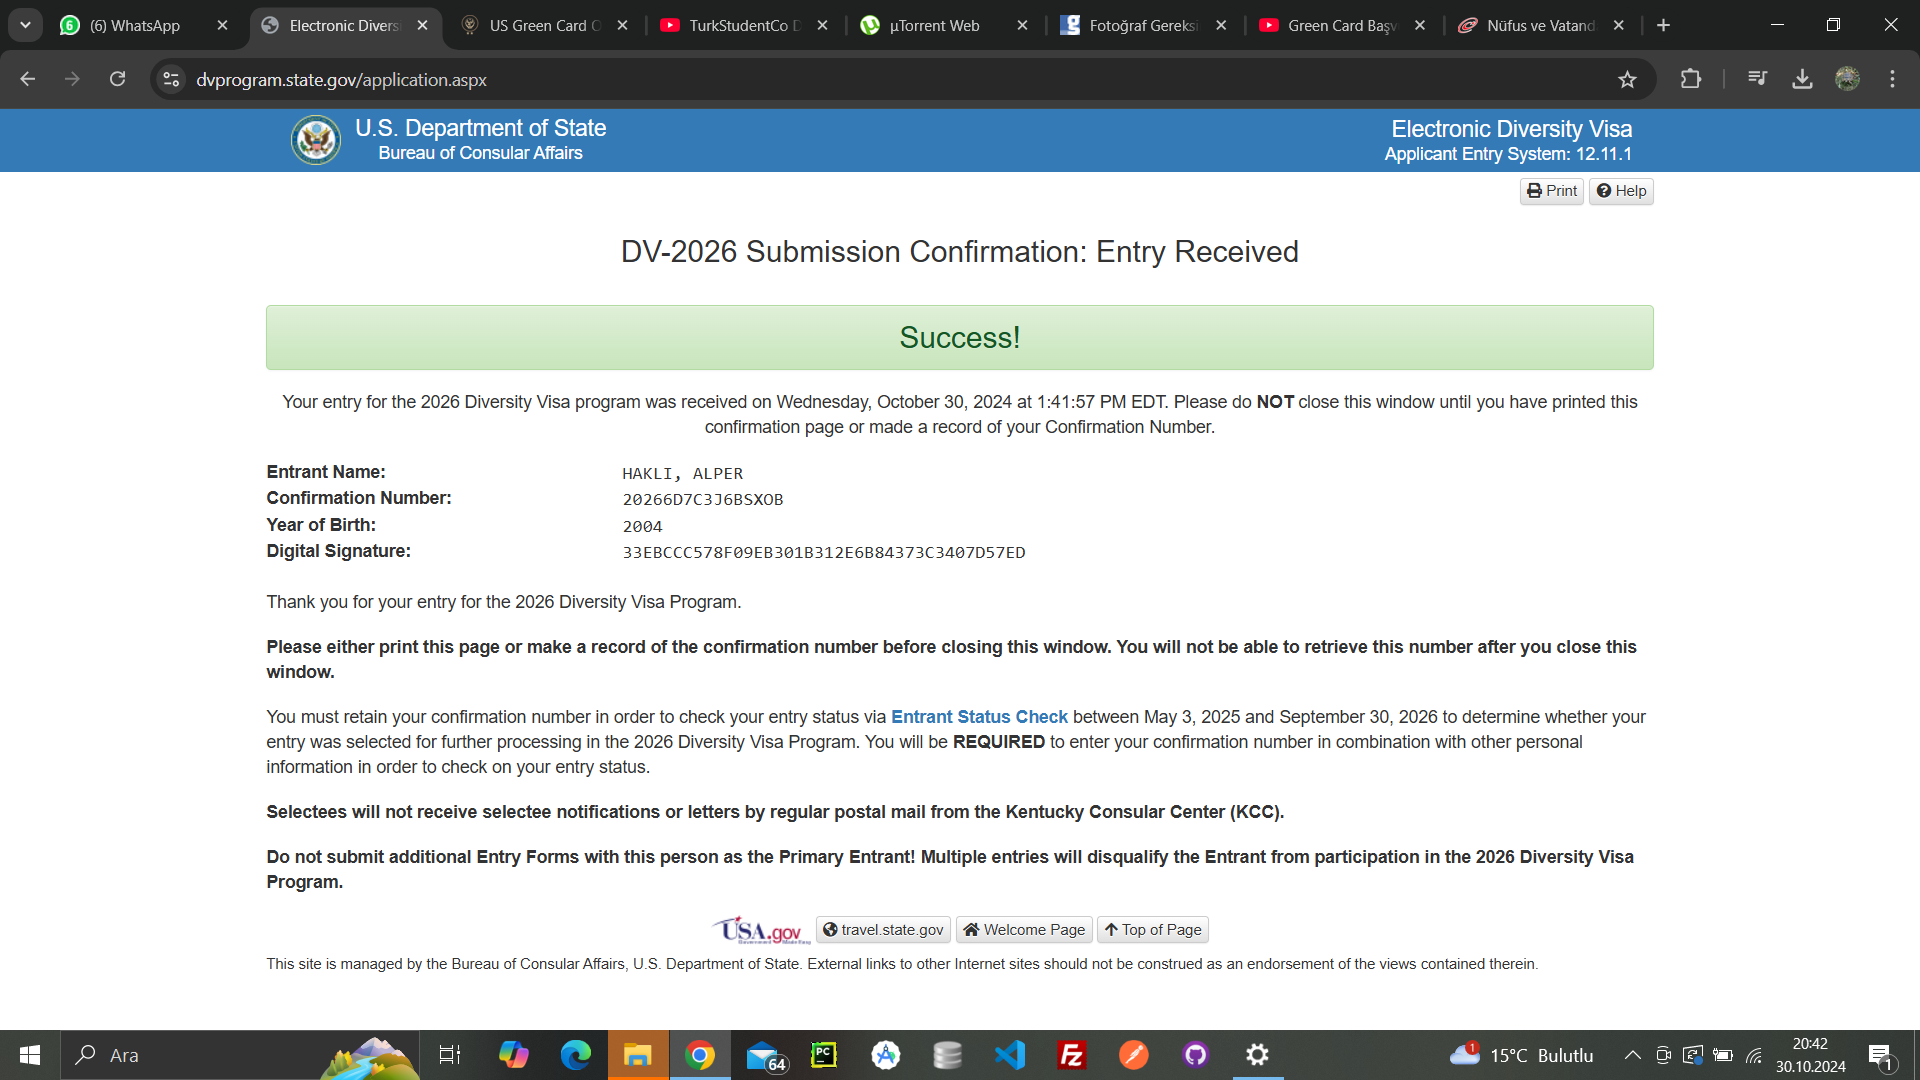 (6) WhatsApp
Electronic Diversi
US Green Card O
TurkStudentCo D
µTorrent Web
Fotoğraf Gereksi
Green Card Başv
Nüfus ve Vatand
dvprogram.state.gov/application.aspx
U.S. Department of State
Bureau of Consular Affairs
Electronic Diversity Visa
Applicant Entry System: 12.11.1
Print
Help
DV-2026 Submission Confirmation: Entry Received
Success!
Your entry for the 2026 Diversity Visa program was received on Wednesday, October 30, 2024 at 1:41:57 PM EDT. Please do NOT close this window until you have printed this
confirmation page or made a record of your Confirmation Number.
Entrant Name: HAKLI, ALPER
Confirmation Number: 20266D7C3J6BSXOB
Year of Birth: 2004
Digital Signature: 33EBCCC578F09EB301B312E6B84373C3407D57ED
Thank you for your entry for the 2026 Diversity Visa Program.
Please either print this page or make a record of the confirmation number before closing this window. You will not be able to retrieve this number after you close this
window.
You must retain your confirmation number in order to check your entry status via Entrant Status Check between May 3, 2025 and September 30, 2026 to determine whether your
entry was selected for further processing in the 2026 Diversity Visa Program. You will be REQUIRED to enter your confirmation number in combination with other personal
information in order to check on your entry status.
Selectees will not receive selectee notifications or letters by regular postal mail from the Kentucky Consular Center (KCC).
Do not submit additional Entry Forms with this person as the Primary Entrant! Multiple entries will disqualify the Entrant from participation in the 2026 Diversity Visa
Program.
USA.gov
travel.state.gov
Welcome Page
Top of Page
This site is managed by the Bureau of Consular Affairs, U.S. Department of State. External links to other Internet sites should not be construed as an endorsement of the views contained therein.
Ara
64
PC
FZ
1
15°C Bulutlu
20:42
30.10.2024
1